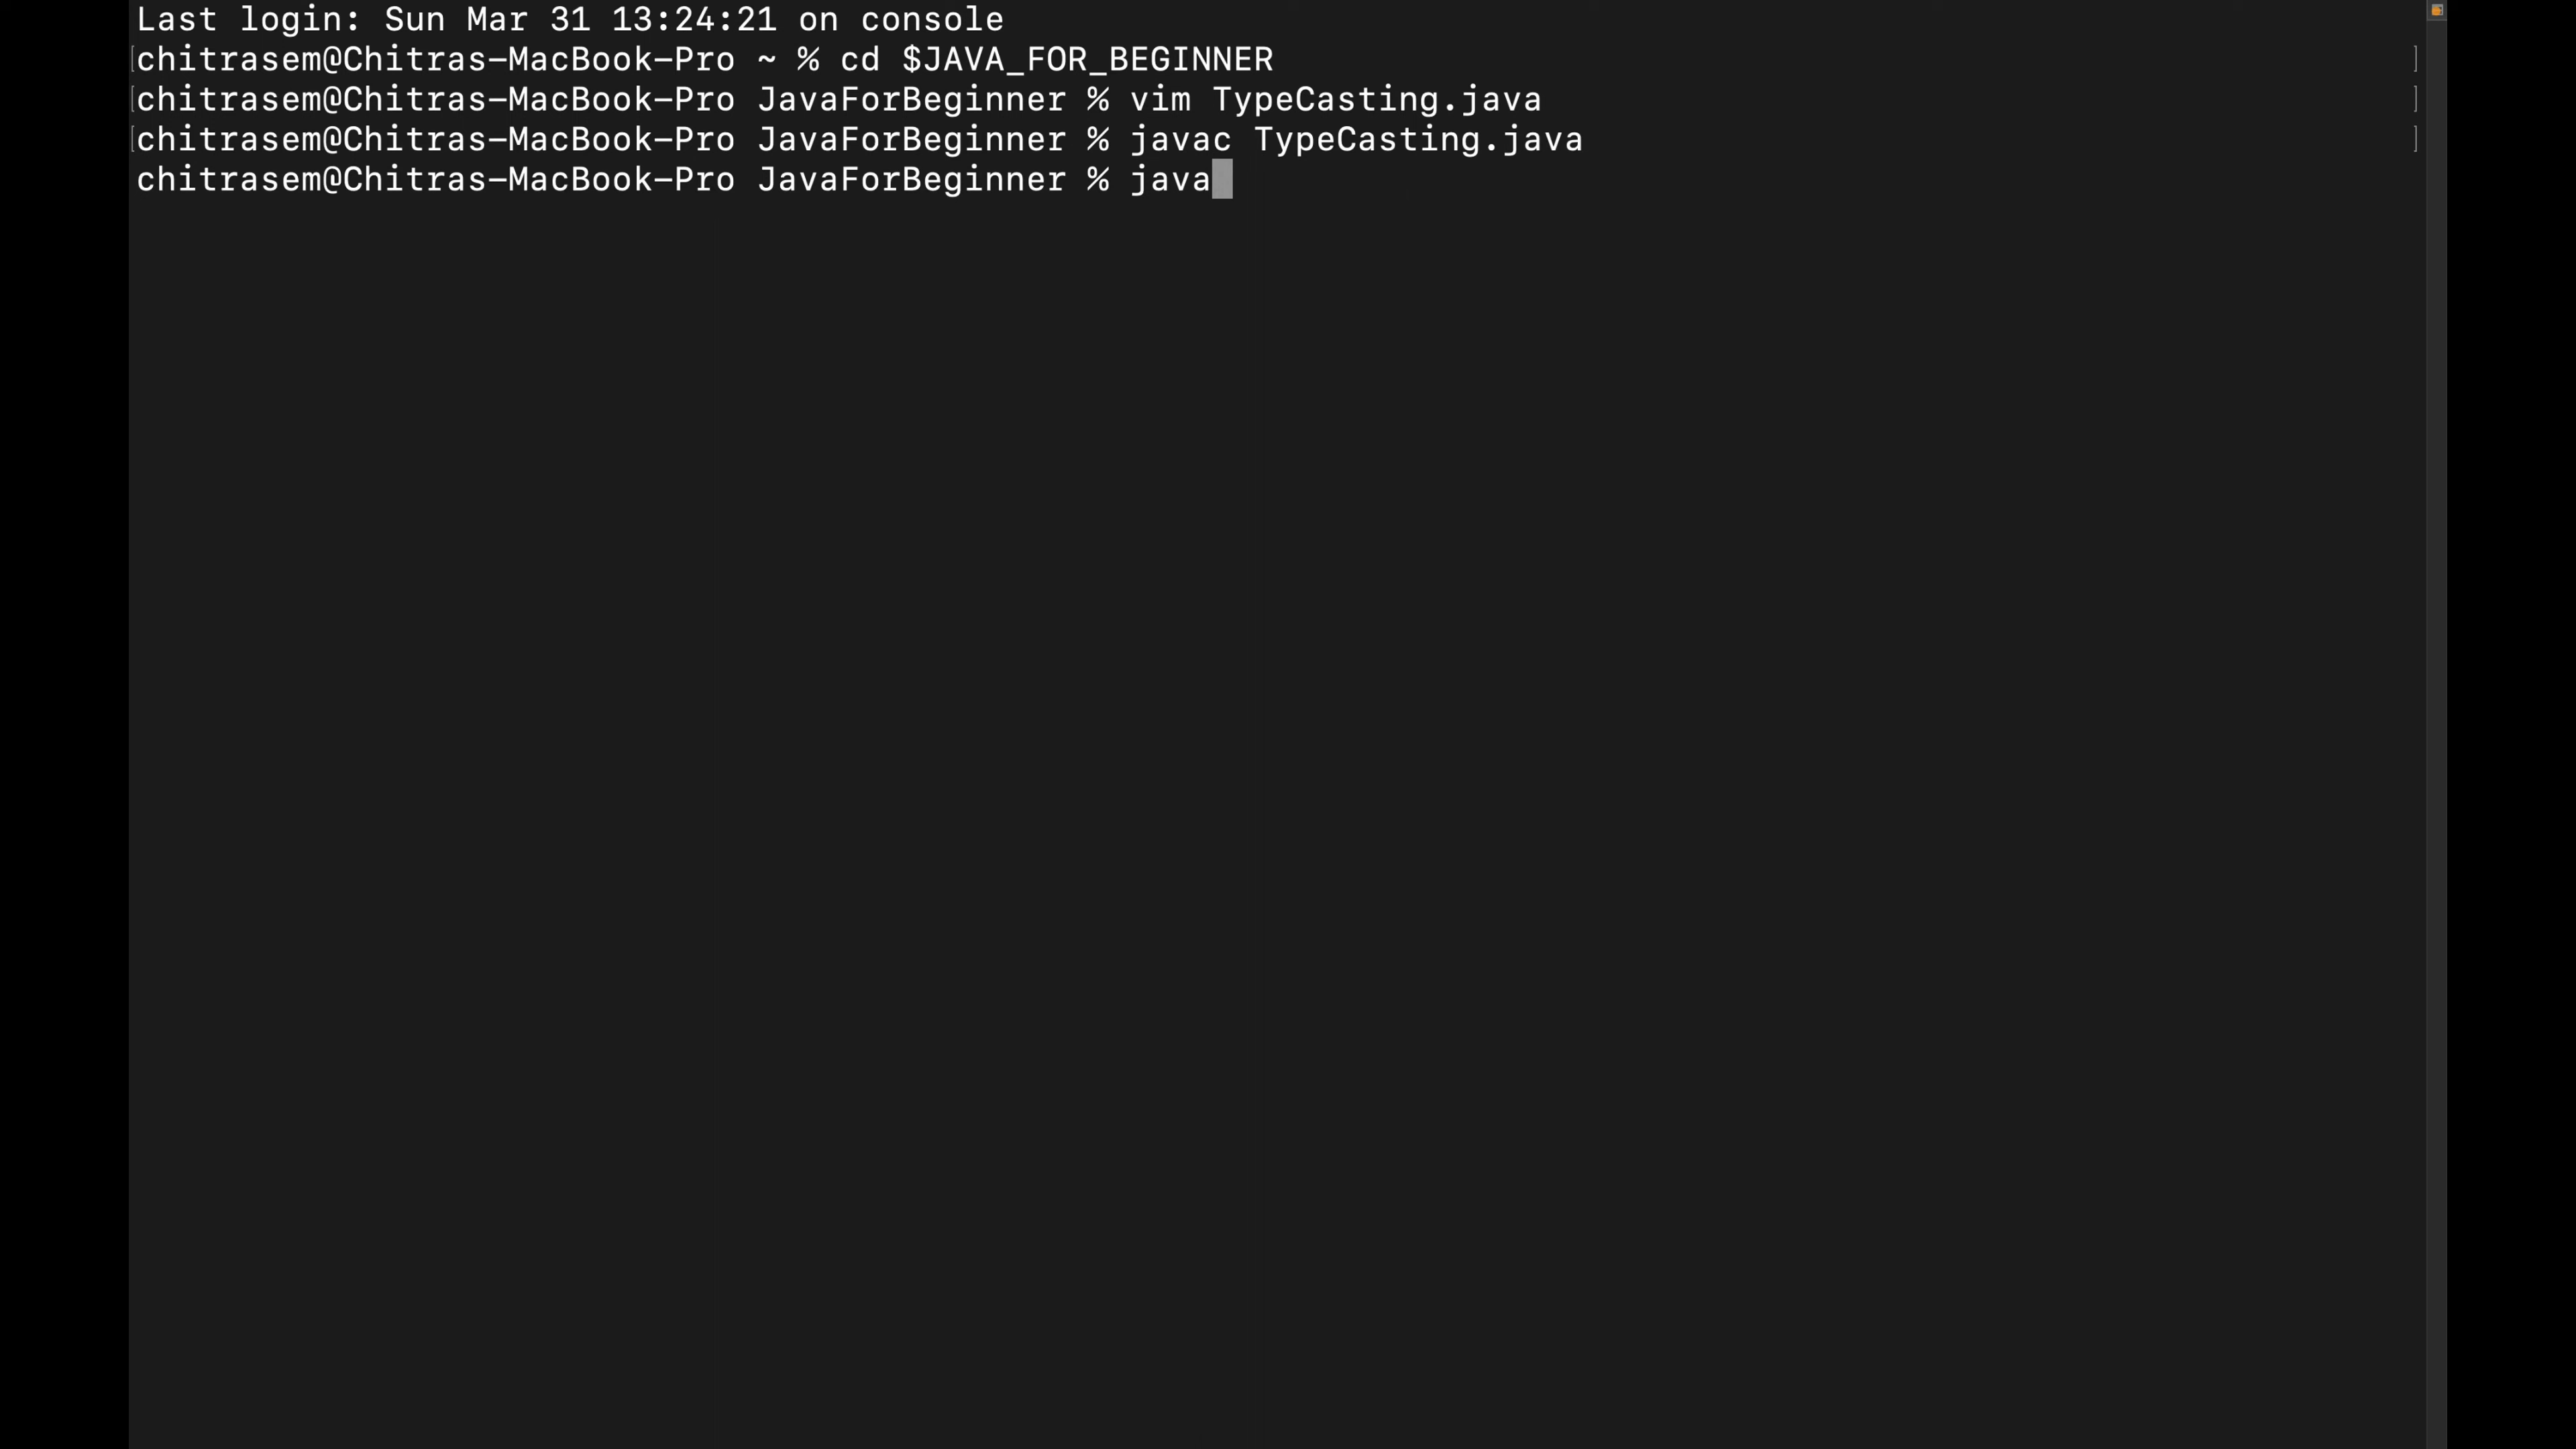 Last login: Sun Mar 31 13:24:21 on console
[chitrasem@Chitras-MacBook-Pro ~ % cd $JAVA_FOR_BEGINNER ]
[chitrasem@Chitras-MacBook-Pro JavaForBeginner % vim TypeCasting.java ]
[chitrasem@Chitras-MacBook-Pro JavaForBeginner % javac TypeCasting.java ]
chitrasem@Chitras-MacBook-Pro JavaForBeginner % java